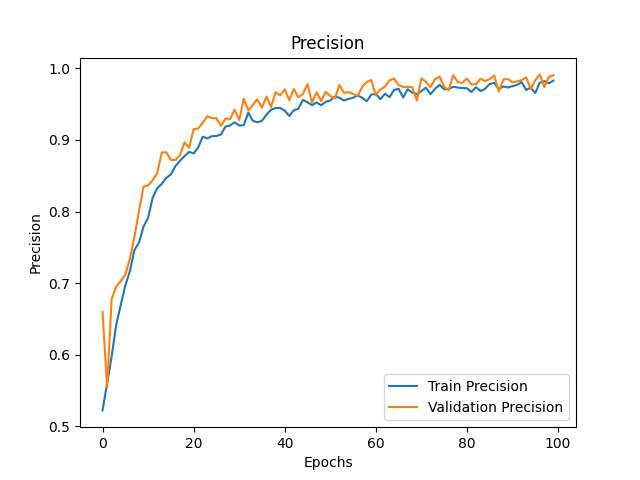 Precision
1.0
0.9
0.8
0.7
0.6
0.5
Precision
0 20 40 60 80 100
Epochs
Train Precision
Validation Precision